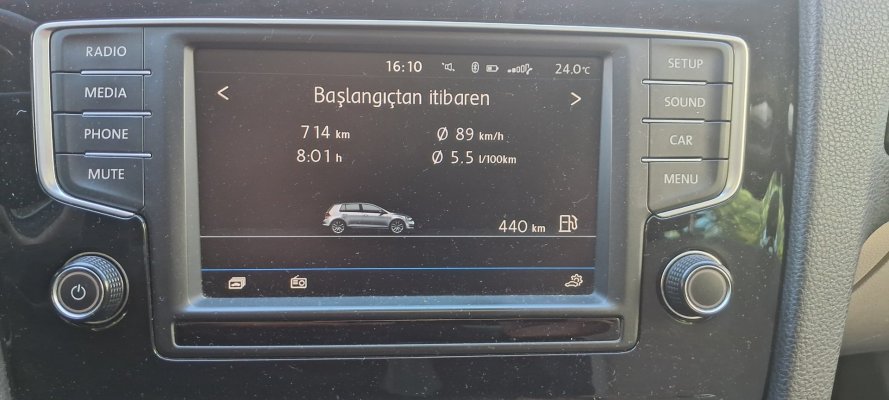 RADIO
MEDIA
PHONE
MUTE
16:10 24.0°C
< Başlangıçtan itibaren >
714 km Ø 89 km/h
8:01 h Ø 5.5 l/100km
440 km
SETUP
SOUND
CAR
MENU